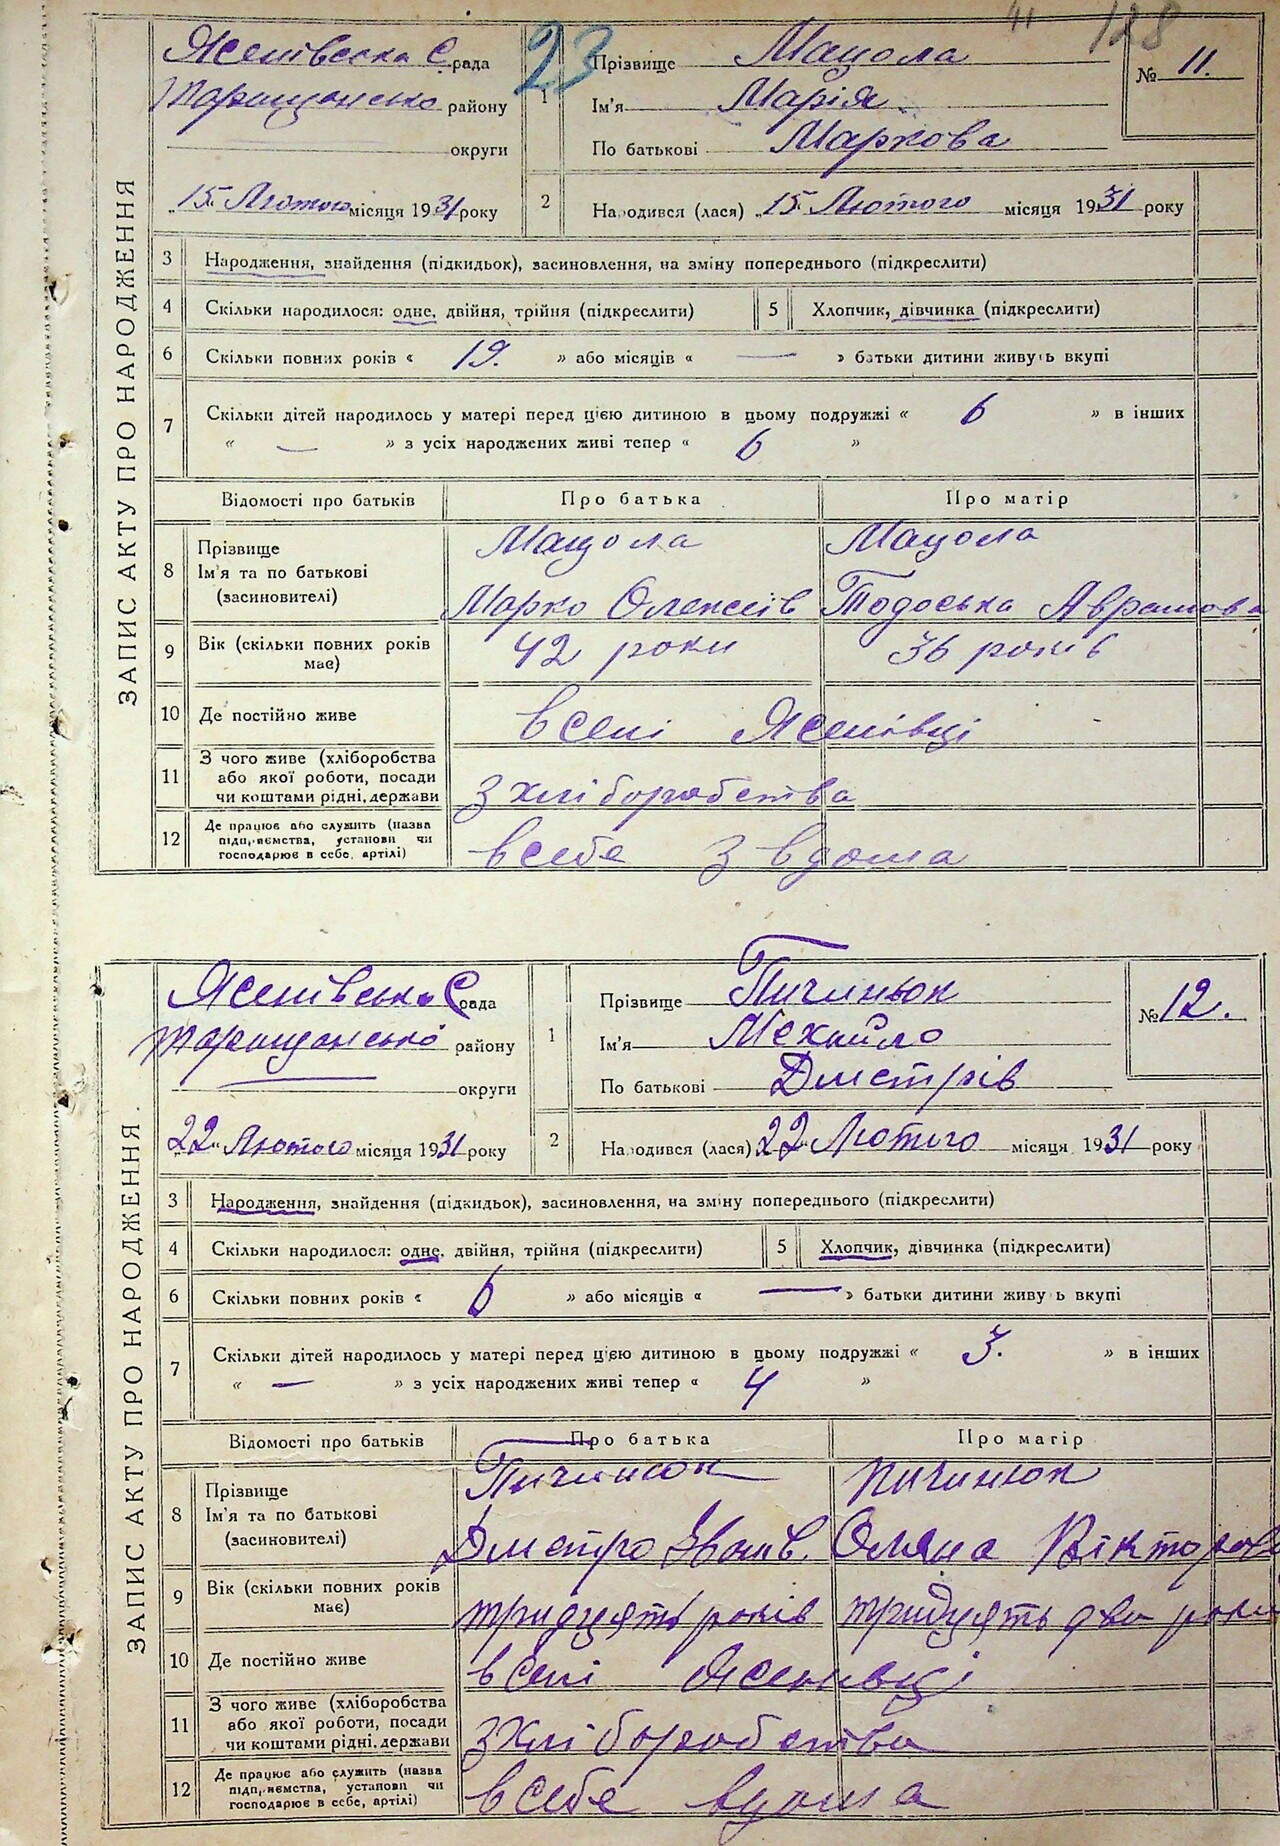 41 128
23
Ясенівська С. рада
Таращансько району
округи
„15“ Лютого місяця 1931 року
1
Прізвище Мацола
Ім'я Марія
По батькові Маркова
№ 11.
2 Народився (лася) „15“ Лютого місяця 1931 року
ЗАПИС АКТУ ПРО НАРОДЖЕННЯ
3 Народження, знайдення (підкидьок), засиновлення, на зміну попереднього (підкреслити)
4 Скільки народилося: одне, двійня, трійня (підкреслити) 5 Хлопчик, дівчинка (підкреслити)
6 Скільки повних років « 19. » або місяців « — » батьки дитини живуть вкупі
7 Скільки дітей народилось у матері перед цією дитиною в цьому подружжі « 6 » в інших
« — » з усіх народжених живі тепер « 6 »
Відомості про батьків Про батька Про матір
8 Прізвище Мацола Мацола
Ім'я та по батькові
(засиновителі) Марко Олексіїв Тодоська Аврамова
9 Вік (скільки повних років має) 42 роки 36 років
10 Де постійно живе в селі Ясенівці
11 З чого живе (хліборобства
або якої роботи, посади
чи коштами рідні, держави з хліборобства
12 Де працює або служить (назва
підприємства, установи чи
господарює в себе, артілі) в себе з вдома
Ясенівська С рада
Таращансько району
— округи
„22“ Лютого місяця 1931 року
1
Прізвище Пичинюк
Ім'я Михайло
По батькові Дмитрів
№ 12.
2 Народився (лася) „22“ Лютого місяця 1931 року
ЗАПИС АКТУ ПРО НАРОДЖЕННЯ.
3 Народження, знайдення (підкидьок), засиновлення, на зміну попереднього (підкреслити)
4 Скільки народилося: одне, двійня, трійня (підкреслити) 5 Хлопчик, дівчинка (підкреслити)
6 Скільки повних років « 6 » або місяців « — » батьки дитини живуть вкупі
7 Скільки дітей народилось у матері перед цією дитиною в цьому подружжі « 3. » в інших
« — » з усіх народжених живі тепер « 4 »
Відомості про батьків Про батька Про матір
8 Прізвище Пичинюк Пичинюк
Ім'я та по батькові
(засиновителі) Дмитро Іванів. Оляна Вікторова
9 Вік (скільки повних років має) тридцять років тридцять два роки
10 Де постійно живе в селі Ясенівці
11 З чого живе (хліборобства
або якої роботи, посади
чи коштами рідні, держави з хліборобства
12 Де працює або служить (назва
підприємства, установи чи
господарює в себе, артілі) в себе вдома